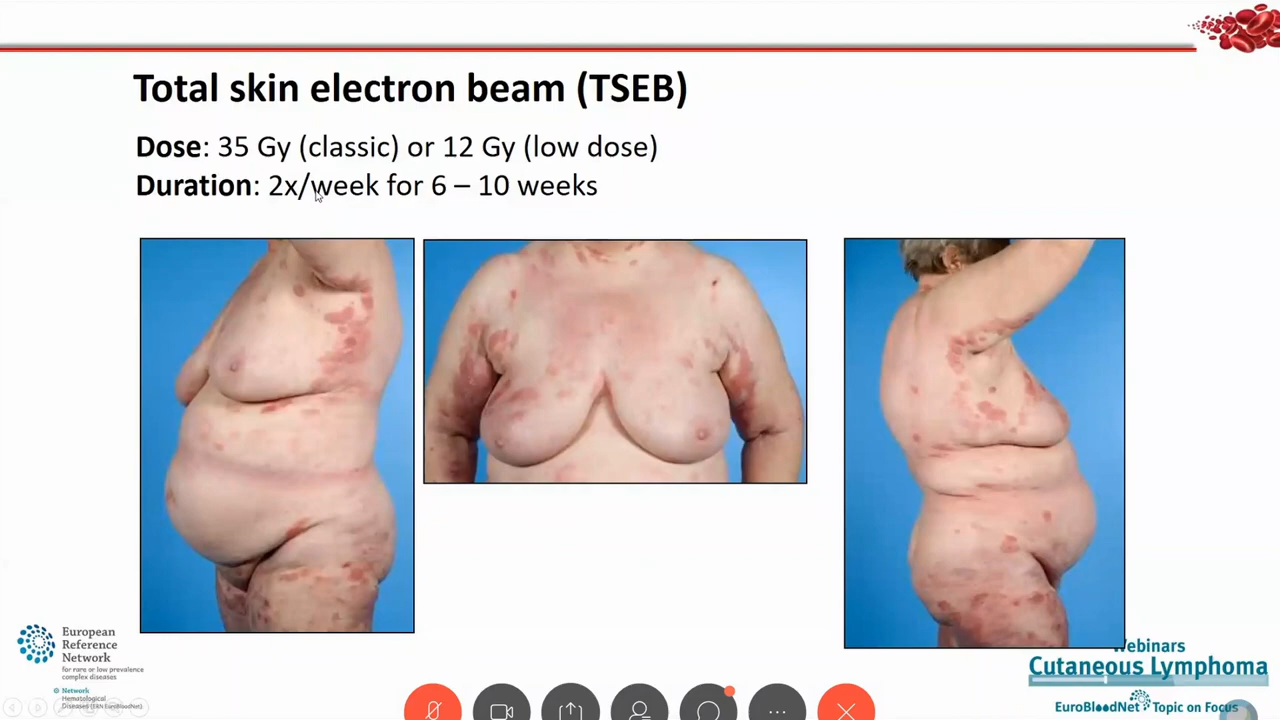 Total skin electron beam (TSEB)
Dose: 35 Gy (classic) or 12 Gy (low dose)
Duration: 2x/week for 6 – 10 weeks
European
Reference
Network
for rare or low prevalence
complex diseases
Network
Hematological
Diseases (ERN EuroBloodNet)
Webinars
Cutaneous Lymphoma
EuroBloodNet Topic on Focus